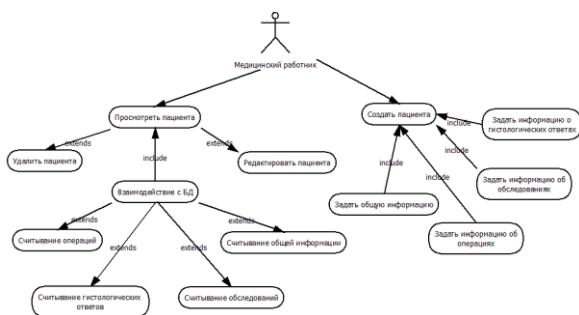 Медицинский работник
Просмотреть пациента
Создать пациента
include
Задать информацию о
гистологических ответах
extends
extends
include
Удалить пациента
include
Редактировать пациента
include
include
Задать информацию об
обследованиях
Взаимодействие с БД
Задать общую информацию
extends
extends
Считывание операций
extends
extends
Считывание общей информации
Задать информацию об
операциях
Считывание гистологических
ответов
Считывание обследований